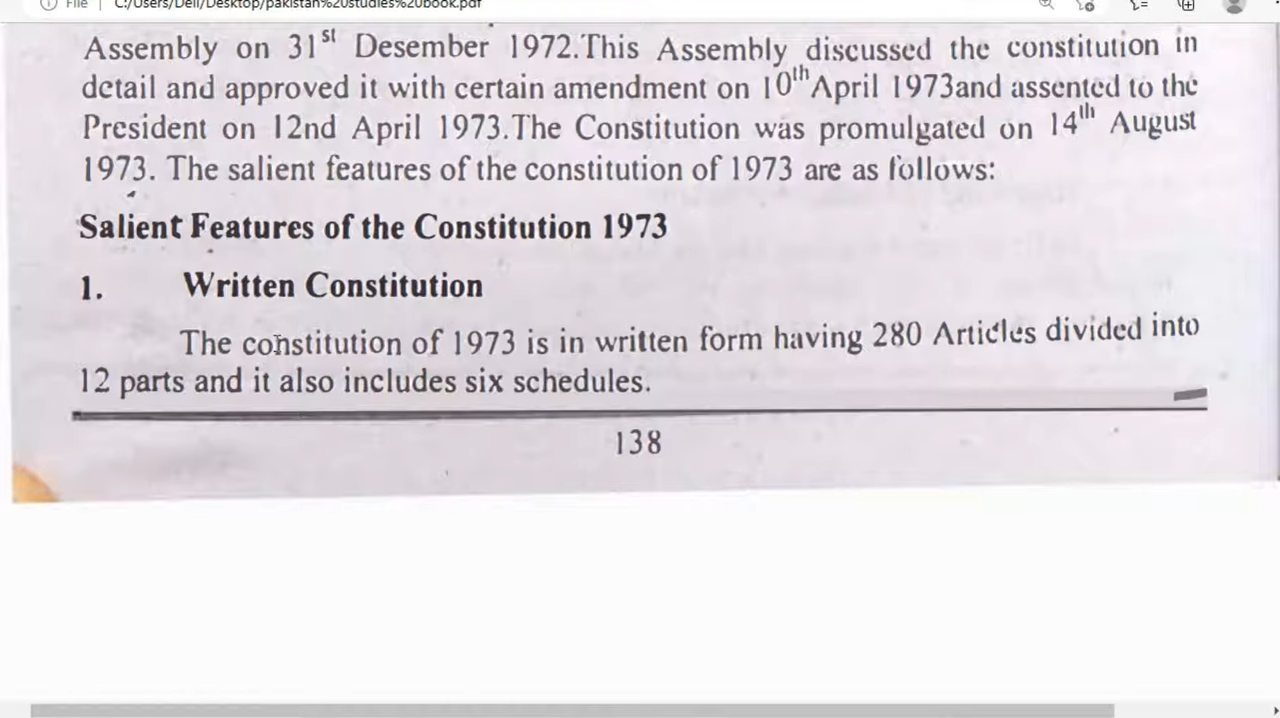 File | C:/Users/Dell/Desktop/pakistan%20studies%20book.pdf
Assembly on 31st Desember 1972.This Assembly discussed the constitution in
detail and approved it with certain amendment on 10th April 1973and assented to the
President on 12nd April 1973.The Constitution was promulgated on 14th August
1973. The salient features of the constitution of 1973 are as follows:
Salient Features of the Constitution 1973
1. Written Constitution
The constitution of 1973 is in written form having 280 Articles divided into
12 parts and it also includes six schedules.
138